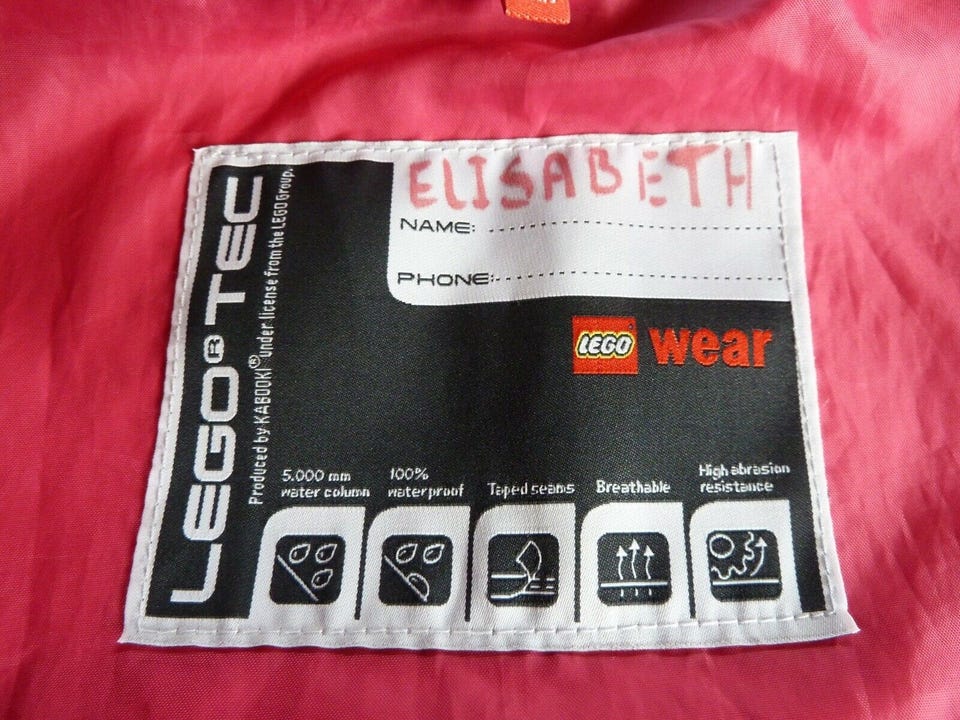 ELISABETH
NAME:
PHONE:
LEGO® TEC
Produced by KABOOKI® under license from the LEGO Group.
LEGO wear
5.000 mm
water column
100%
waterproof
Taped seams
Breathable
High abrasion
resistance